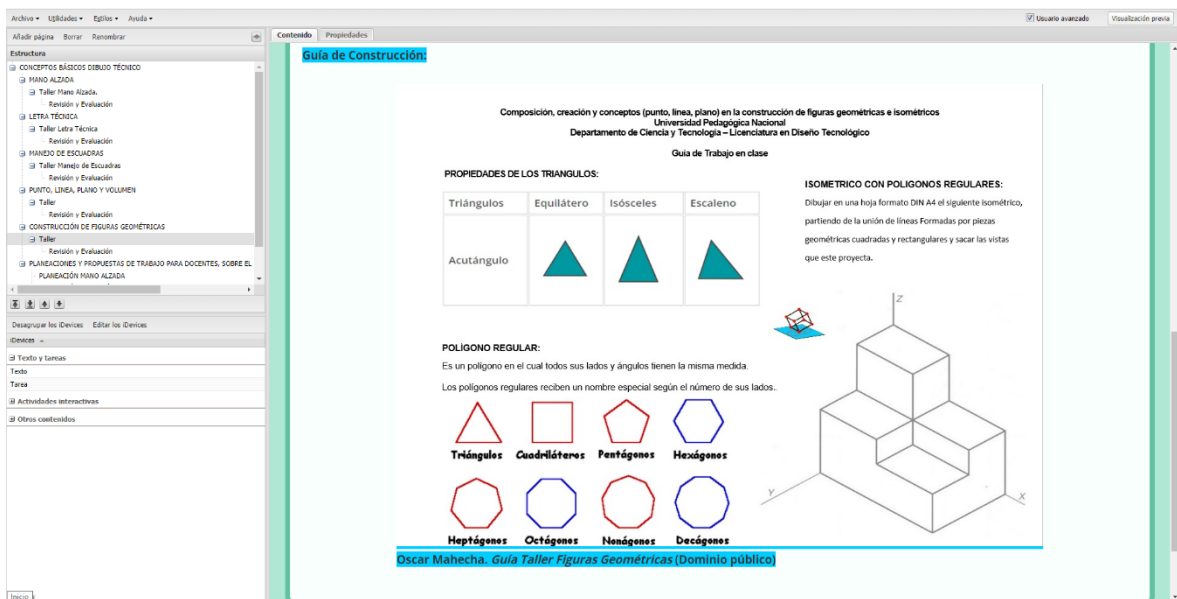 Archivo Utilidades Estilos Ayuda
Usuario avanzado Visualización previa
Añadir página Borrar Renombrar
Estructura
CONCEPTOS BÁSICOS DIBUJO TÉCNICO
MANO ALZADA
Taller Mano Alzada.
Revisión y Evaluación
LETRA TÉCNICA
Taller Letra Técnica
Revisión y Evaluación
MANEJO DE ESCUADRAS
Taller Manejo de Escuadras
Revisión y Evaluación
PUNTO, LINEA, PLANO Y VOLUMEN
Taller
Revisión y Evaluación
CONSTRUCCIÓN DE FIGURAS GEOMÉTRICAS
Taller
Revisión y Evaluación
PLANEACIONES Y PROPUESTAS DE TRABAJO PARA DOCENTES, SOBRE EL
PLANEACIÓN MANO ALZADA
Desagrupar los iDevices Editar los iDevices
iDevices
Texto y tareas
Texto
Tarea
Actividades interactivas
Otros contenidos
Inicio
Contenido Propiedades
Guía de Construcción:
Composición, creación y conceptos (punto, linea, plano) en la construcción de figuras geométricas e isométricos
Universidad Pedagógica Nacional
Departamento de Ciencia y Tecnología – Licenciatura en Diseño Tecnológico
Guia de Trabajo en clase
PROPIEDADES DE LOS TRIANGULOS:
Triángulos Equilátero Isósceles Escaleno
Acutángulo
POLÍGONO REGULAR:
Es un polígono en el cual todos sus lados y ángulos tienen la misma medida.
Los polígonos regulares reciben un nombre especial según el número de sus lados.
Triángulos Cuadriláteros Pentágonos Hexágonos
Heptágonos Octágonos Nonágonos Decágonos
ISOMETRICO CON POLIGONOS REGULARES:
Dibujar en una hoja formato DIN A4 el siguiente isométrico,
partiendo de la unión de líneas Formadas por piezas
geométricas cuadradas y rectangulares y sacar las vistas
que este proyecta.
Z
Y
X
Oscar Mahecha. Guía Taller Figuras Geométricas (Dominio público)